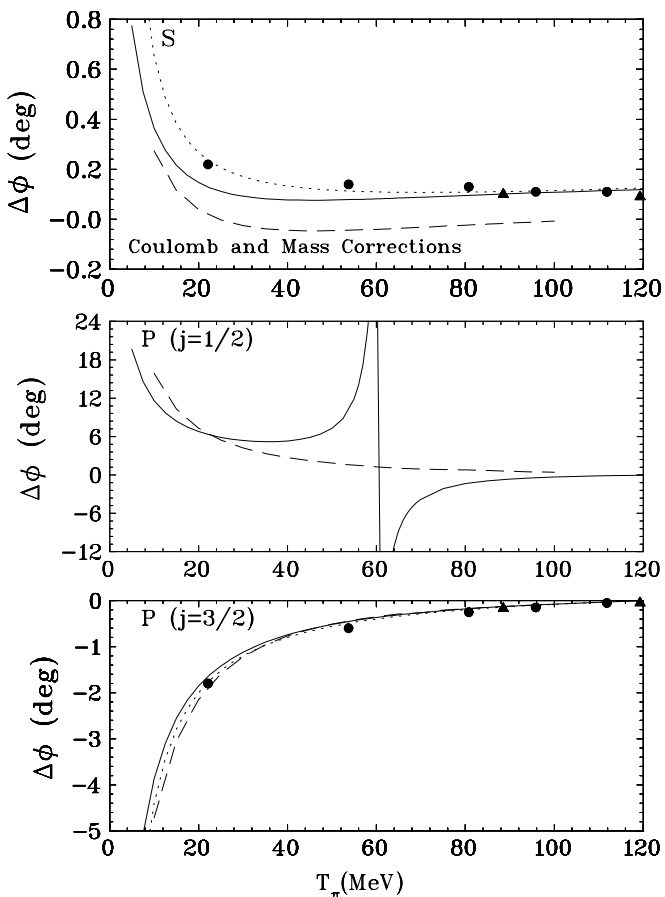 0.8
S
0.6
0.4
0.2
-0.0
-0.2
Δϕ (deg)
Coulomb and Mass Corrections
0 20 40 60 80 100 120
24
P (j=1/2)
18
12
6
0
-6
-12
Δϕ (deg)
0 20 40 60 80 100 120
0
P (j=3/2)
-1
-2
-3
-4
-5
Δϕ (deg)
0 20 40 60 80 100 120
T_π(MeV)